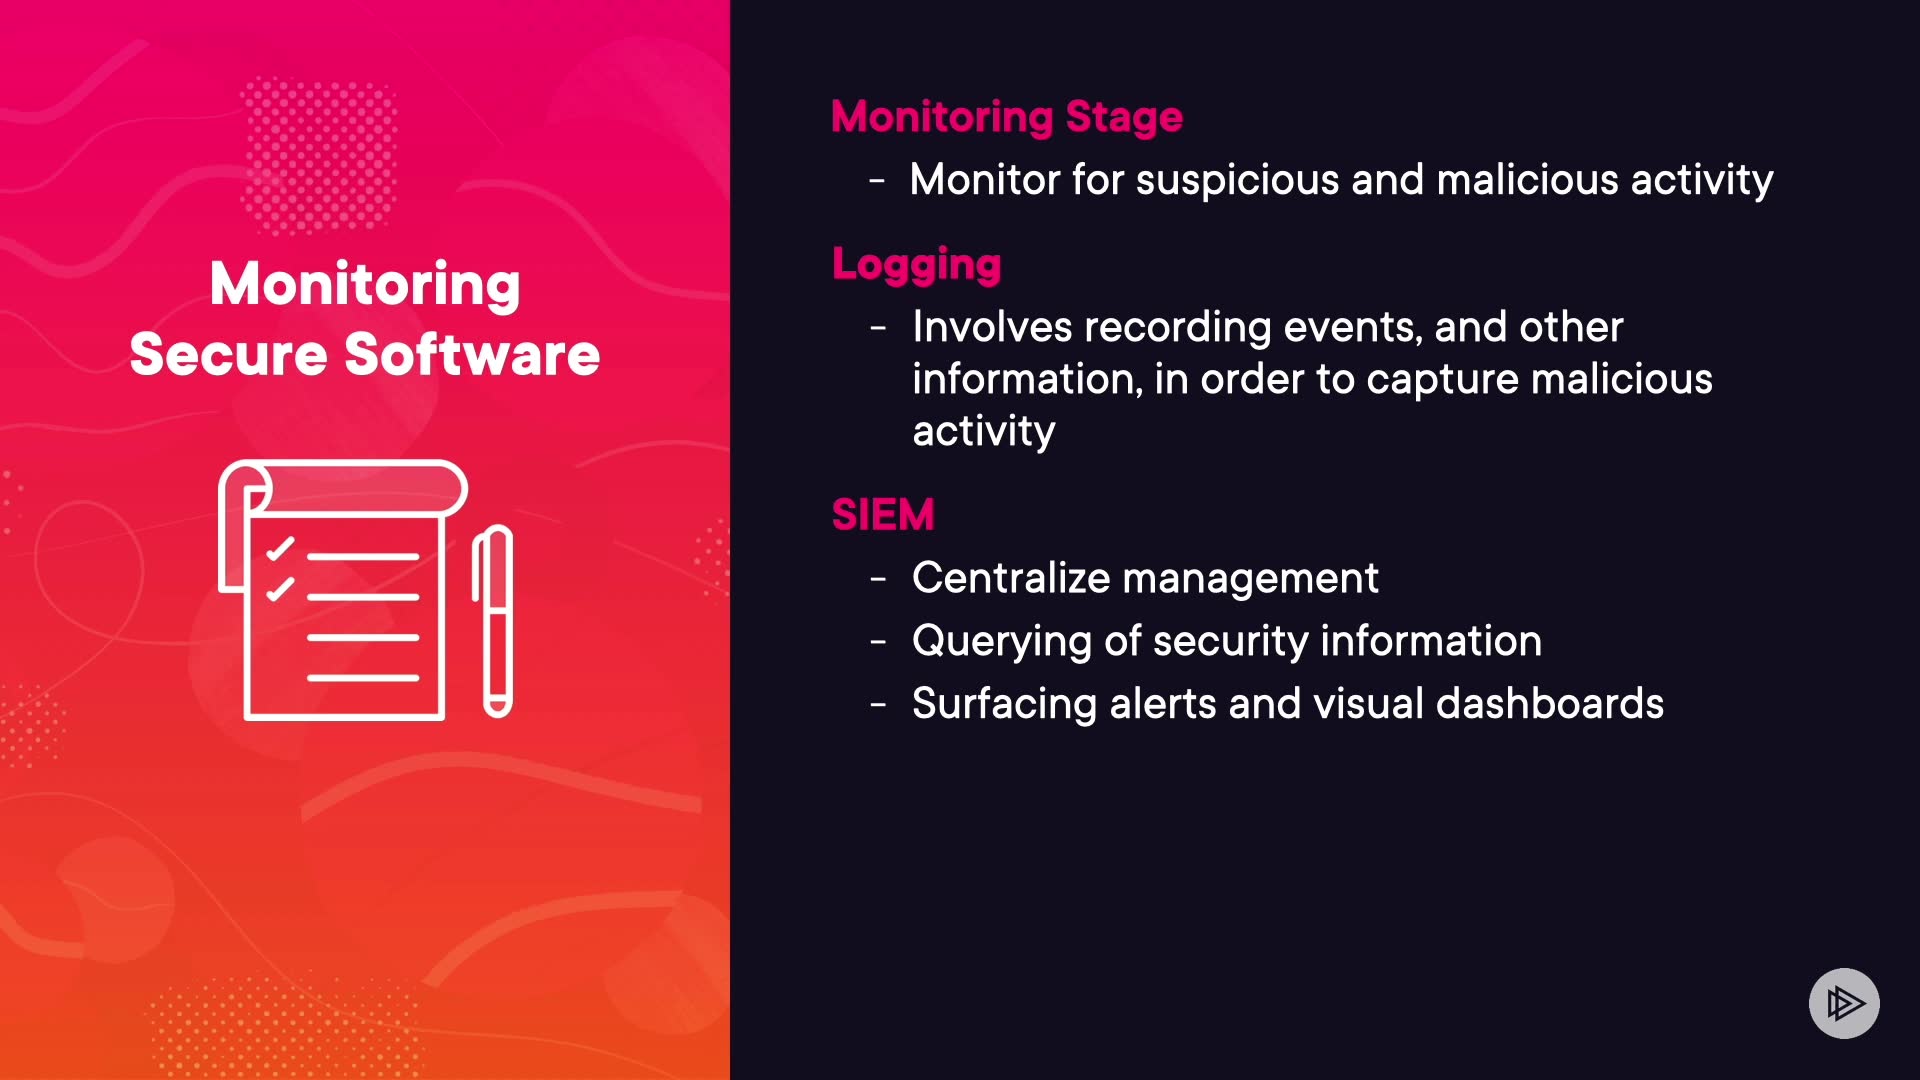 Monitoring
Secure Software
Monitoring Stage
- Monitor for suspicious and malicious activity
Logging
- Involves recording events, and other
information, in order to capture malicious
activity
SIEM
- Centralize management
- Querying of security information
- Surfacing alerts and visual dashboards